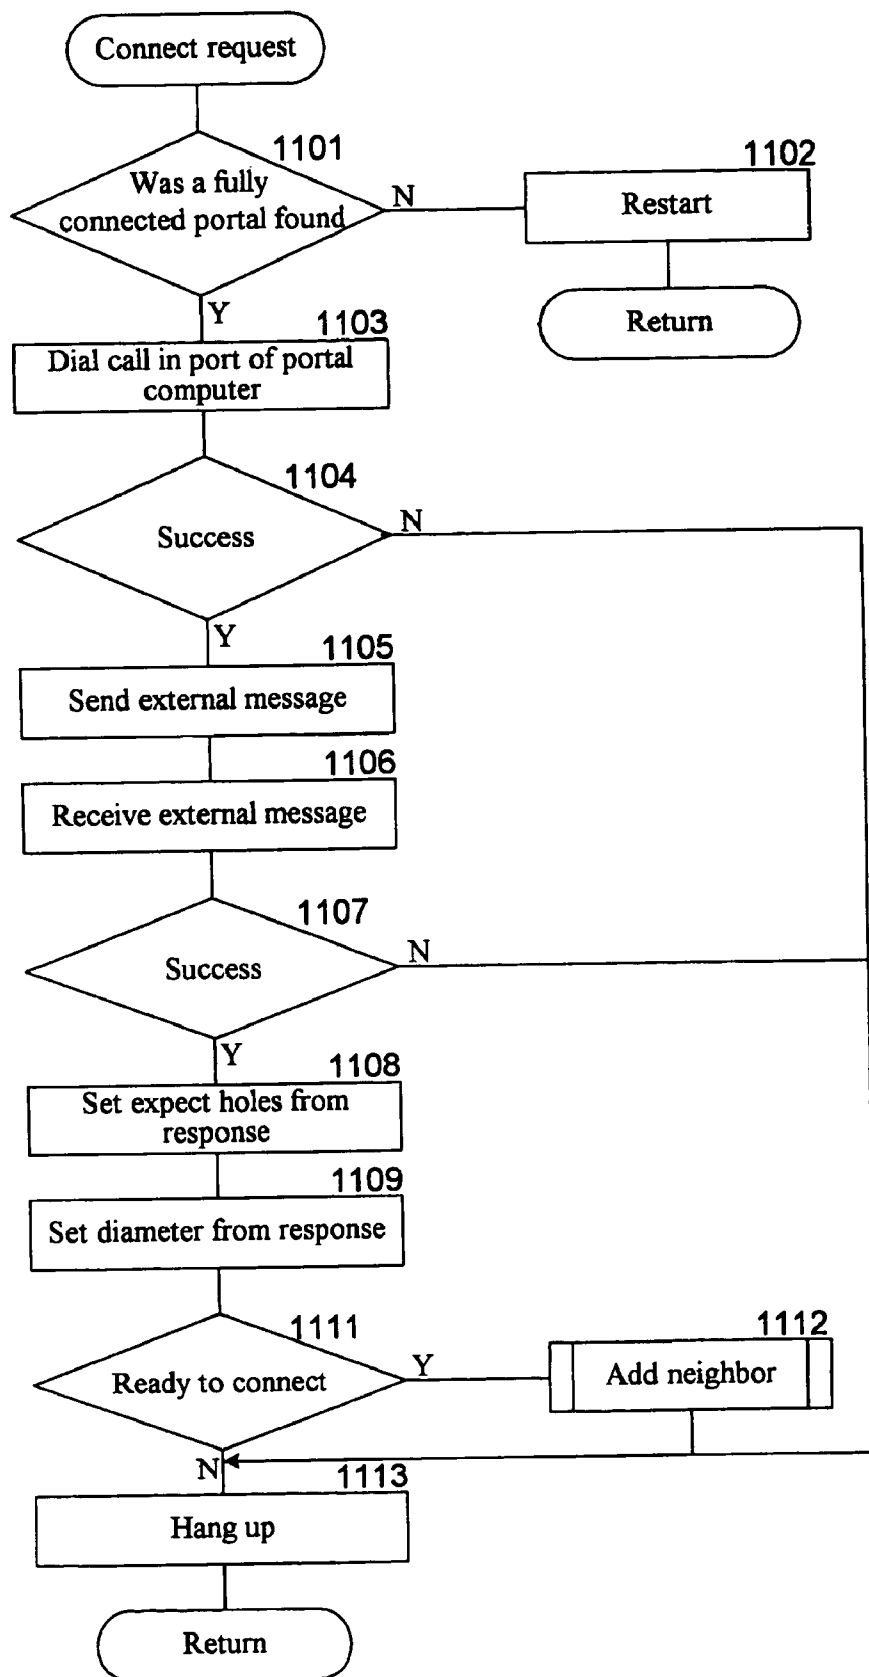 Connect request
1101
Was a fully
connected portal found
N
1102
Restart
Return
Y
1103
Dial call in port of portal
computer
1104
Success
N
Y
1105
Send external message
1106
Receive external message
1107
Success
N
Y
1108
Set expect holes from
response
1109
Set diameter from response
1111
Ready to connect
Y
1112
Add neighbor
N
1113
Hang up
Return